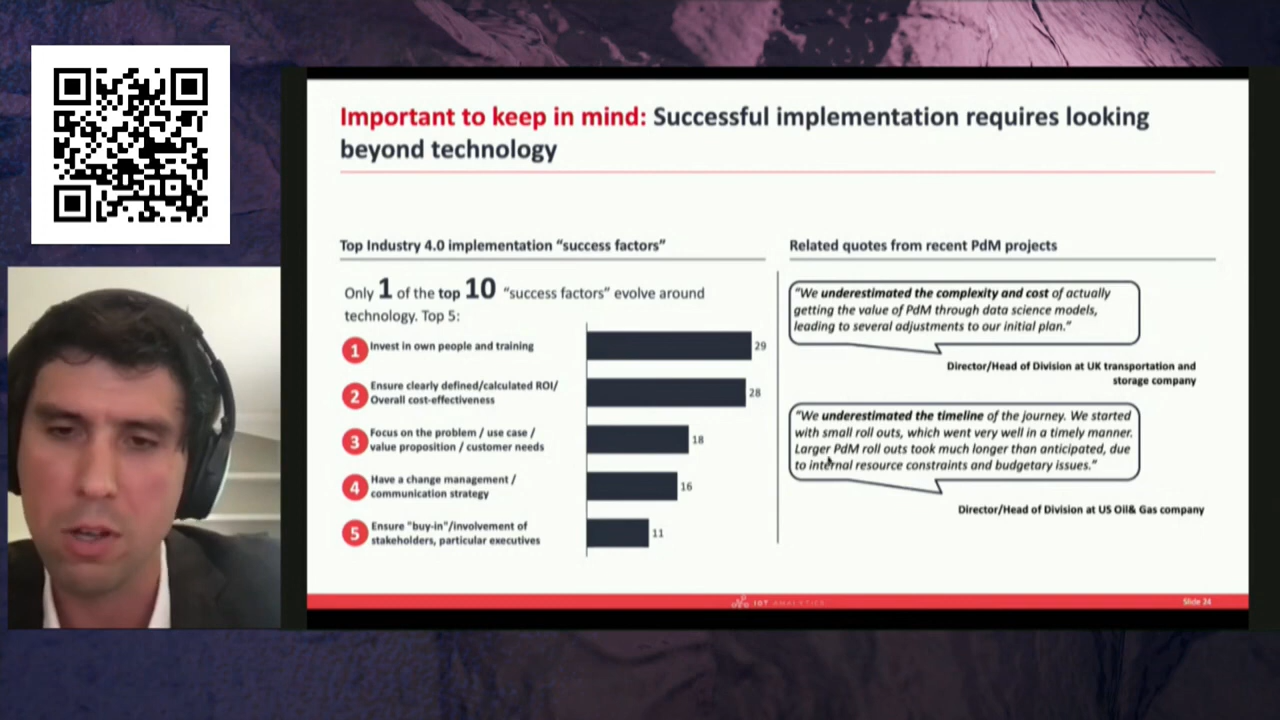 Important to keep in mind: Successful implementation requires looking
beyond technology
Top Industry 4.0 implementation “success factors”
Only 1 of the top 10 “success factors” evolve around
technology. Top 5:
1 Invest in own people and training 29
2 Ensure clearly defined/calculated ROI/
Overall cost-effectiveness 28
3 Focus on the problem / use case /
value proposition / customer needs 18
4 Have a change management /
communication strategy 16
5 Ensure "buy-in"/involvement of
stakeholders, particular executives 11
Related quotes from recent PdM projects
“We underestimated the complexity and cost of actually
getting the value of PdM through data science models,
leading to several adjustments to our initial plan.”
Director/Head of Division at UK transportation and
storage company
“We underestimated the timeline of the journey. We started
with small roll outs, which went very well in a timely manner.
Larger PdM roll outs took much longer than anticipated, due
to internal resource constraints and budgetary issues.”
Director/Head of Division at US Oil& Gas company
IOT ANALYTICS
Slide 34